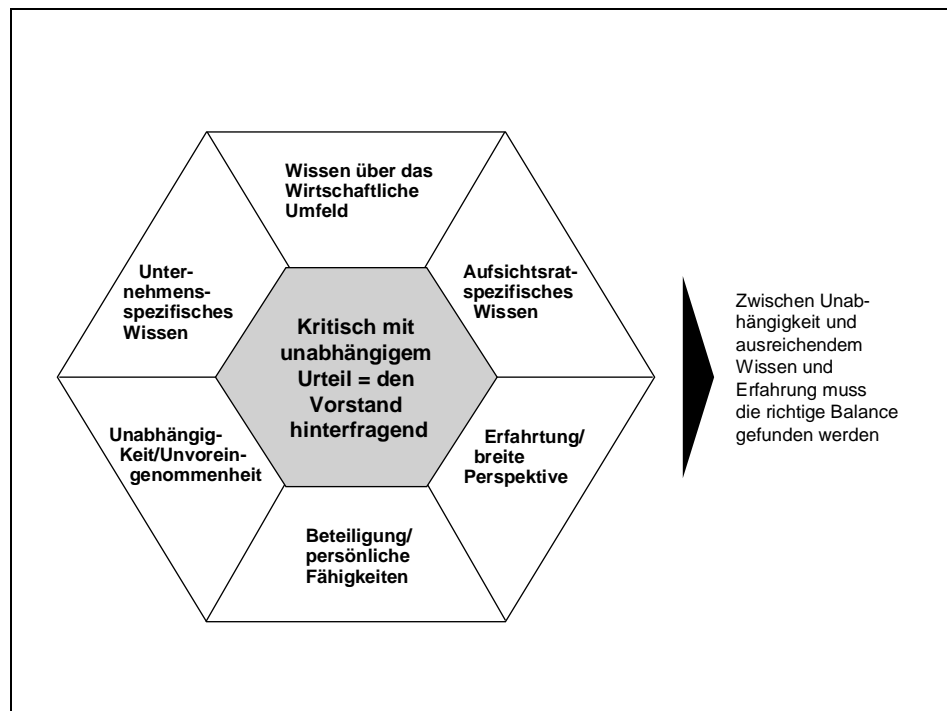 Wissen über das
Wirtschaftliche
Umfeld
Unter-
nehmens-
spezifisches
Wissen
Aufsichtsrat-
spezifisches
Wissen
Kritisch mit
unabhängigem
Urteil = den
Vorstand
hinterfragend
Unabhängig-
Keit/Unvorein-
genommenheit
Erfahrtung/
breite
Perspektive
Beteiligung/
persönliche
Fähigkeiten
Zwischen Unab-
hängigkeit und
ausreichendem
Wissen und
Erfahrung muss
die richtige Balance
gefunden werden